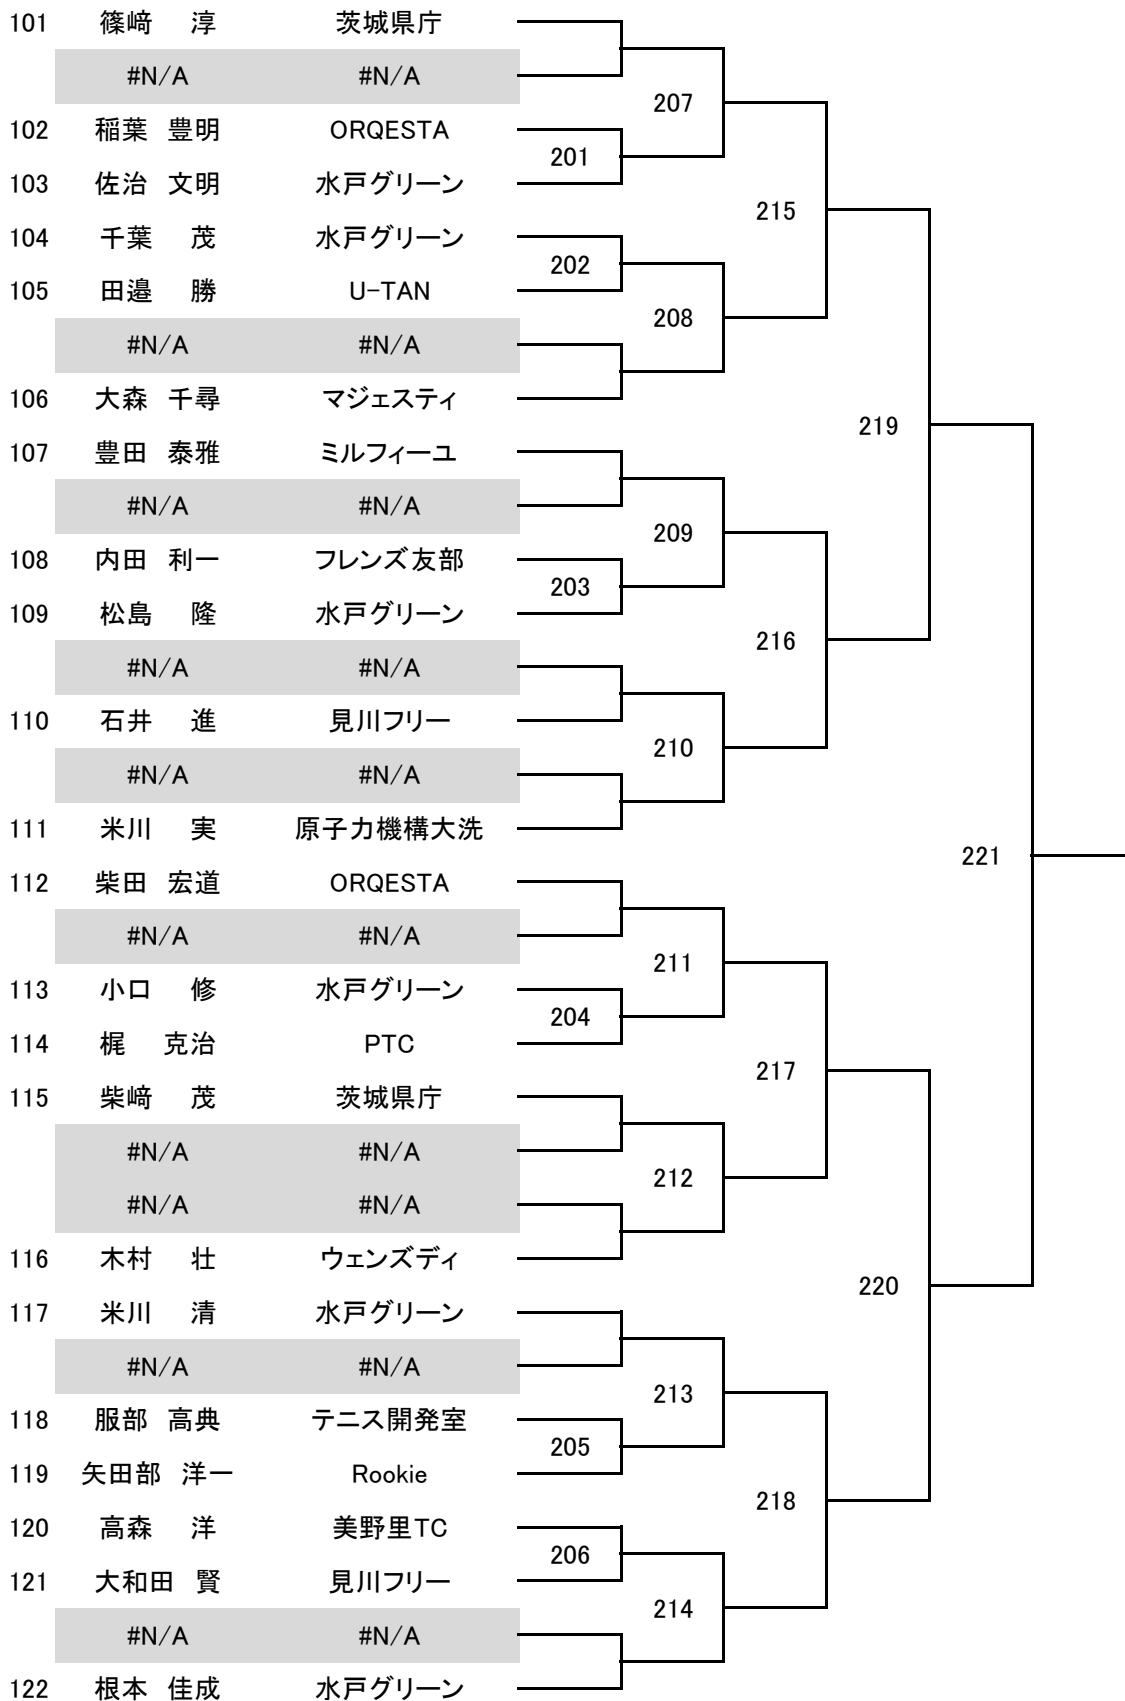 101 篠﨑 淳 茨城県庁
#N/A #N/A
207
102 稲葉 豊明 ORQESTA
201
103 佐治 文明 水戸グリーン
215
104 千葉 茂 水戸グリーン
202
105 田邉 勝 U-TAN
208
#N/A #N/A
106 大森 千尋 マジェスティ
219
107 豊田 泰雅 ミルフィーユ
#N/A #N/A
209
108 内田 利一 フレンズ友部
203
109 松島 隆 水戸グリーン
216
#N/A #N/A
110 石井 進 見川フリー
210
#N/A #N/A
111 米川 実 原子力機構大洗
221
112 柴田 宏道 ORQESTA
#N/A #N/A
211
113 小口 修 水戸グリーン
204
114 梶 克治 PTC
217
115 柴﨑 茂 茨城県庁
#N/A #N/A
212
#N/A #N/A
116 木村 壮 ウェンズディ
220
117 米川 清 水戸グリーン
#N/A #N/A
213
118 服部 高典 テニス開発室
205
119 矢田部 洋一 Rookie
218
120 高森 洋 美野里TC
206
121 大和田 賢 見川フリー
214
#N/A #N/A
122 根本 佳成 水戸グリーン